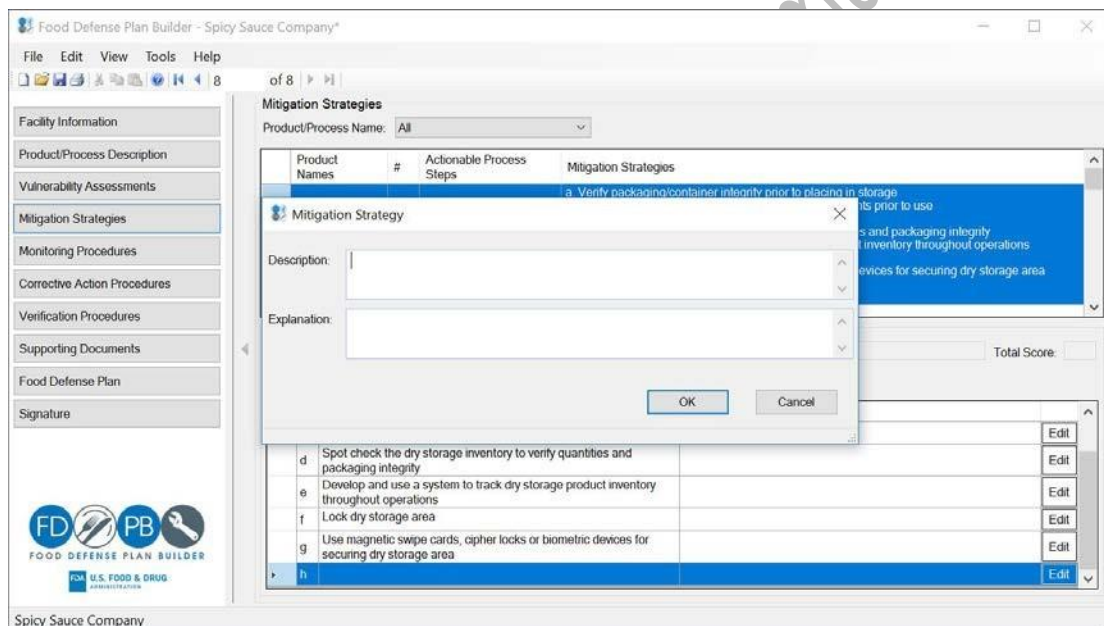 Food Defense Plan Builder - Spicy Sauce Company*
File Edit View Tools Help
8 of 8
Facility Information
Product/Process Description
Vulnerability Assessments
Mitigation Strategies
Monitoring Procedures
Corrective Action Procedures
Verification Procedures
Supporting Documents
Food Defense Plan
Signature
FD PB
FOOD DEFENSE PLAN BUILDER
FDA U.S. FOOD & DRUG
ADMINISTRATION
Mitigation Strategies
Product/Process Name: All
Product Names # Actionable Process Steps Mitigation Strategies
a Verify packaging/container integrity prior to placing in storage
prior to use
s and packaging integrity
inventory throughout operations
evices for securing dry storage area
Mitigation Strategy
Description:
Explanation:
OK Cancel
Total Score:
Edit
d Spot check the dry storage inventory to verify quantities and
packaging integrity Edit
e Develop and use a system to track dry storage product inventory
throughout operations Edit
f Lock dry storage area Edit
g Use magnetic swipe cards, cipher locks or biometric devices for
securing dry storage area Edit
h Edit
Spicy Sauce Company